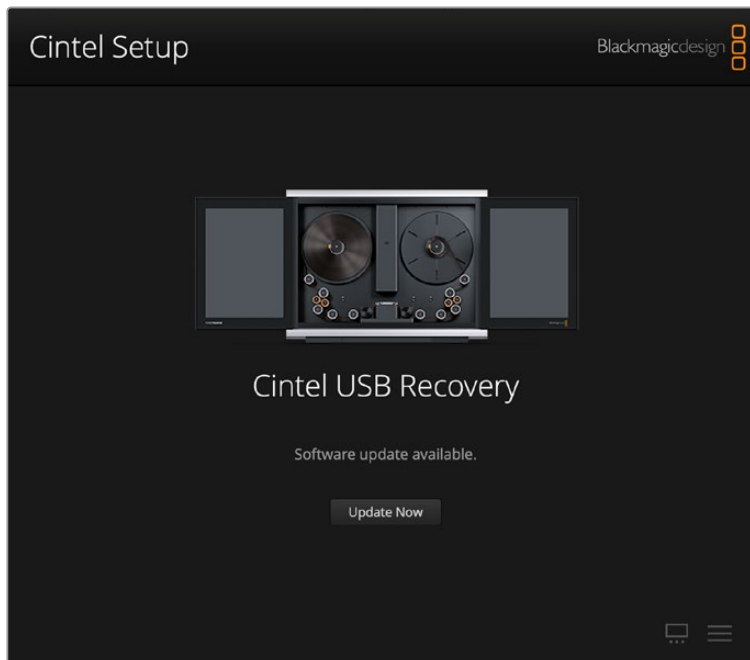 Cintel Setup
Blackmagicdesign
Cintel USB Recovery
Software update available.
Update Now